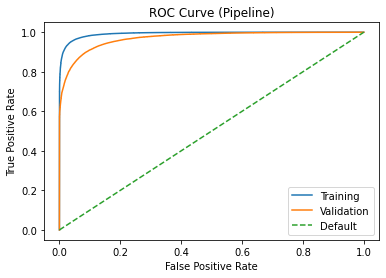 ROC Curve (Pipeline)
True Positive Rate
1.0
0.8
0.6
0.4
0.2
0.0
Training
Validation
Default
0.0 0.2 0.4 0.6 0.8 1.0
False Positive Rate